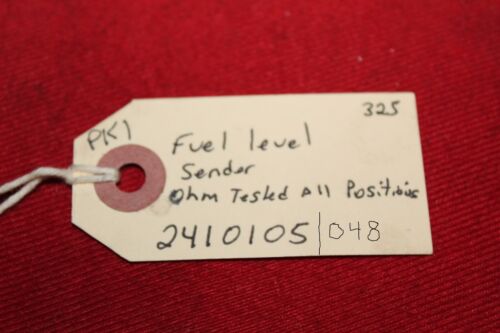 325
PK1
Fuel level
Sender
Ohm Tested All Positions
2410105/048